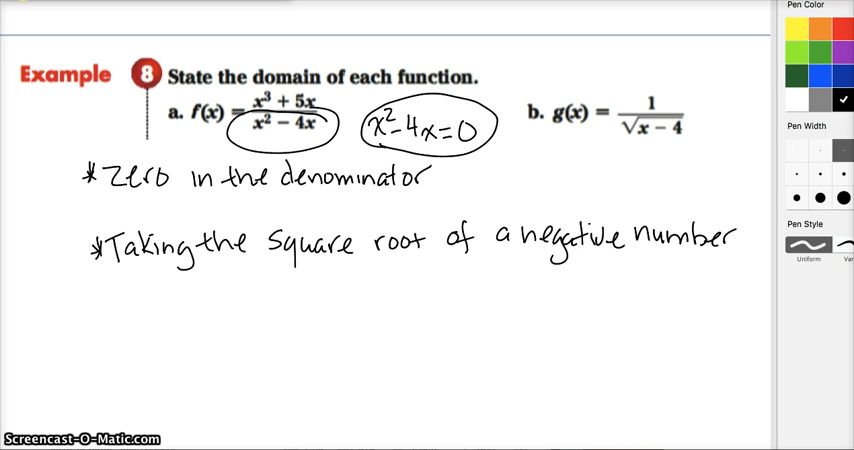 Pen Color
Example 8 State the domain of each function.
a. f(x) = x³ + 5x / x² − 4x
x² − 4x = 0
b. g(x) = 1 / √x − 4
Pen Width
*Zero in the denominator
*Taking the square root of a negative number
Pen Style
Uniform Var
Screencast-O-Matic.com